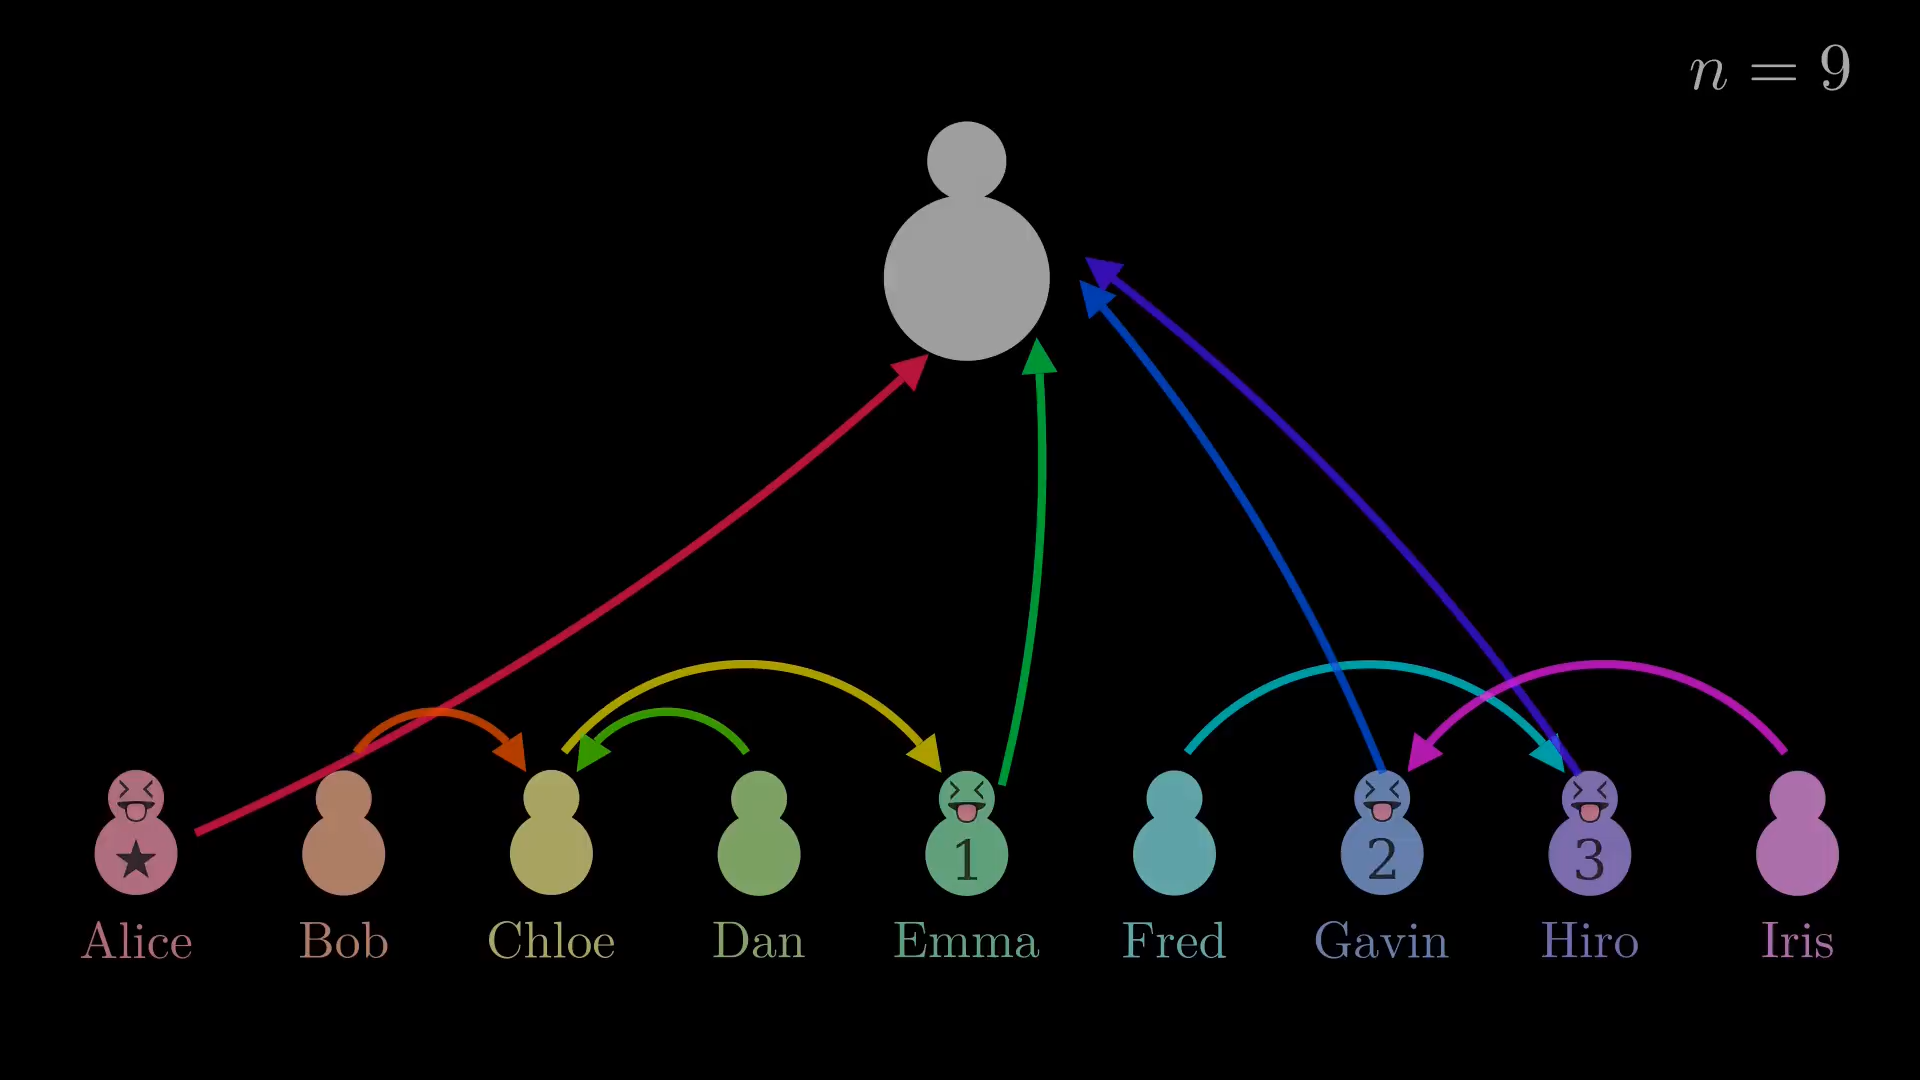 n = 9
★ 1 2 3
Alice Bob Chloe Dan Emma Fred Gavin Hiro Iris